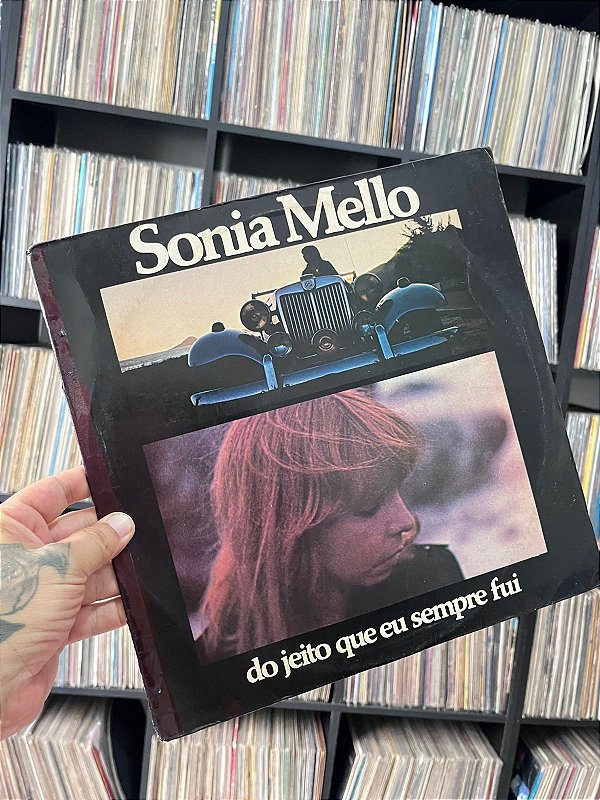 Sonia Mello
do jeito que eu sempre fui